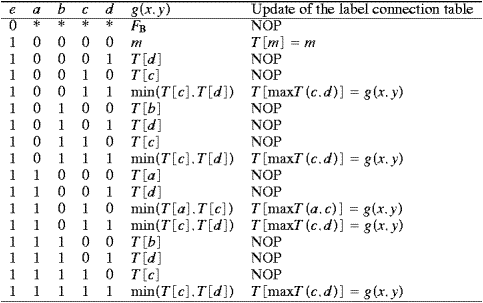 e a b c d g(x.y) Update of the label connection table
0 * * * * F_B NOP
1 0 0 0 0 m T[m] = m
1 0 0 0 1 T[d] NOP
1 0 0 1 0 T[c] NOP
1 0 0 1 1 min(T[c].T[d]) T[maxT(c.d)] = g(x.y)
1 0 1 0 0 T[b] NOP
1 0 1 0 1 T[d] NOP
1 0 1 1 0 T[c] NOP
1 0 1 1 1 min(T[c].T[d]) T[maxT(c.d)] = g(x.y)
1 1 0 0 0 T[a] NOP
1 1 0 0 1 T[d] NOP
1 1 0 1 0 min(T[a].T[c]) T[maxT(a.c)] = g(x.y)
1 1 0 1 1 min(T[c].T[d]) T[maxT(c.d)] = g(x.y)
1 1 1 0 0 T[b] NOP
1 1 1 0 1 T[d] NOP
1 1 1 1 0 T[c] NOP
1 1 1 1 1 min(T[c].T[d]) T[maxT(c.d)] = g(x.y)